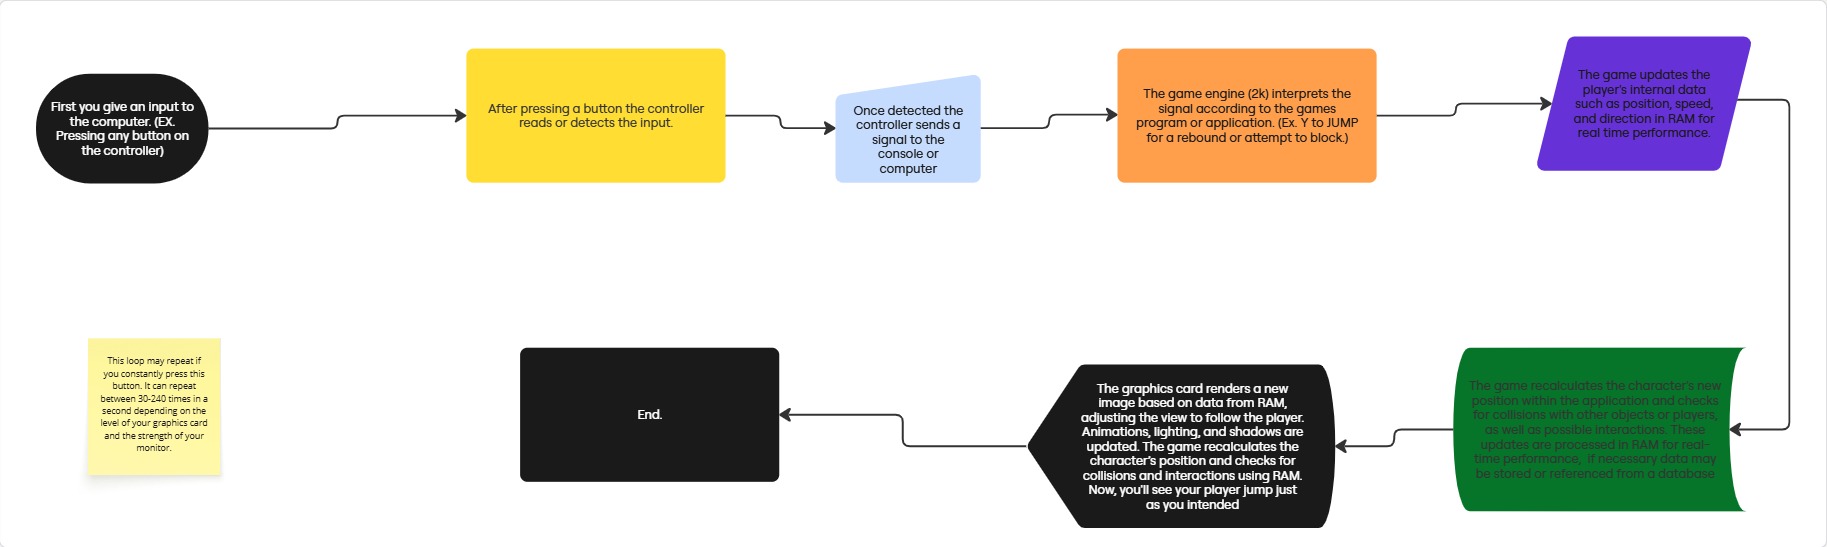 First you give an input to
the computer. (EX.
Pressing any button on
the controller)
After pressing a button the controller
reads or detects the input.
Once detected the
controller sends a
signal to the
console or
computer
The game engine (2k) interprets the
signal according to the games
program or application. (Ex. Y to JUMP
for a rebound or attempt to block.)
The game updates the
player's internal data
such as position, speed,
and direction in RAM for
real time performance.
The game recalculates the character's new
position within the application and checks
for collisions with other objects or players,
as well as possible interactions. These
updates are processed in RAM for real-
time performance, if necessary data may
be stored or referenced from a database.
The graphics card renders a new
image based on data from RAM,
adjusting the view to follow the player.
Animations, lighting, and shadows are
updated. The game recalculates the
character's position and checks for
collisions and interactions using RAM.
Now, you'll see your player jump just
as you intended
End.
This loop may repeat if
you constantly press this
button. It can repeat
between 30-240 times in a
second depending on the
level of your graphics card
and the strength of your
monitor.